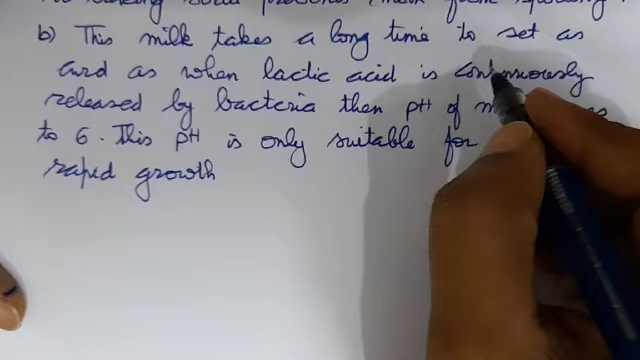 b) This milk takes a long time to set as
curd as when lactic acid is continuously
released by bacteria then pH of
to 6. This pH is only suitable for
rapid growth